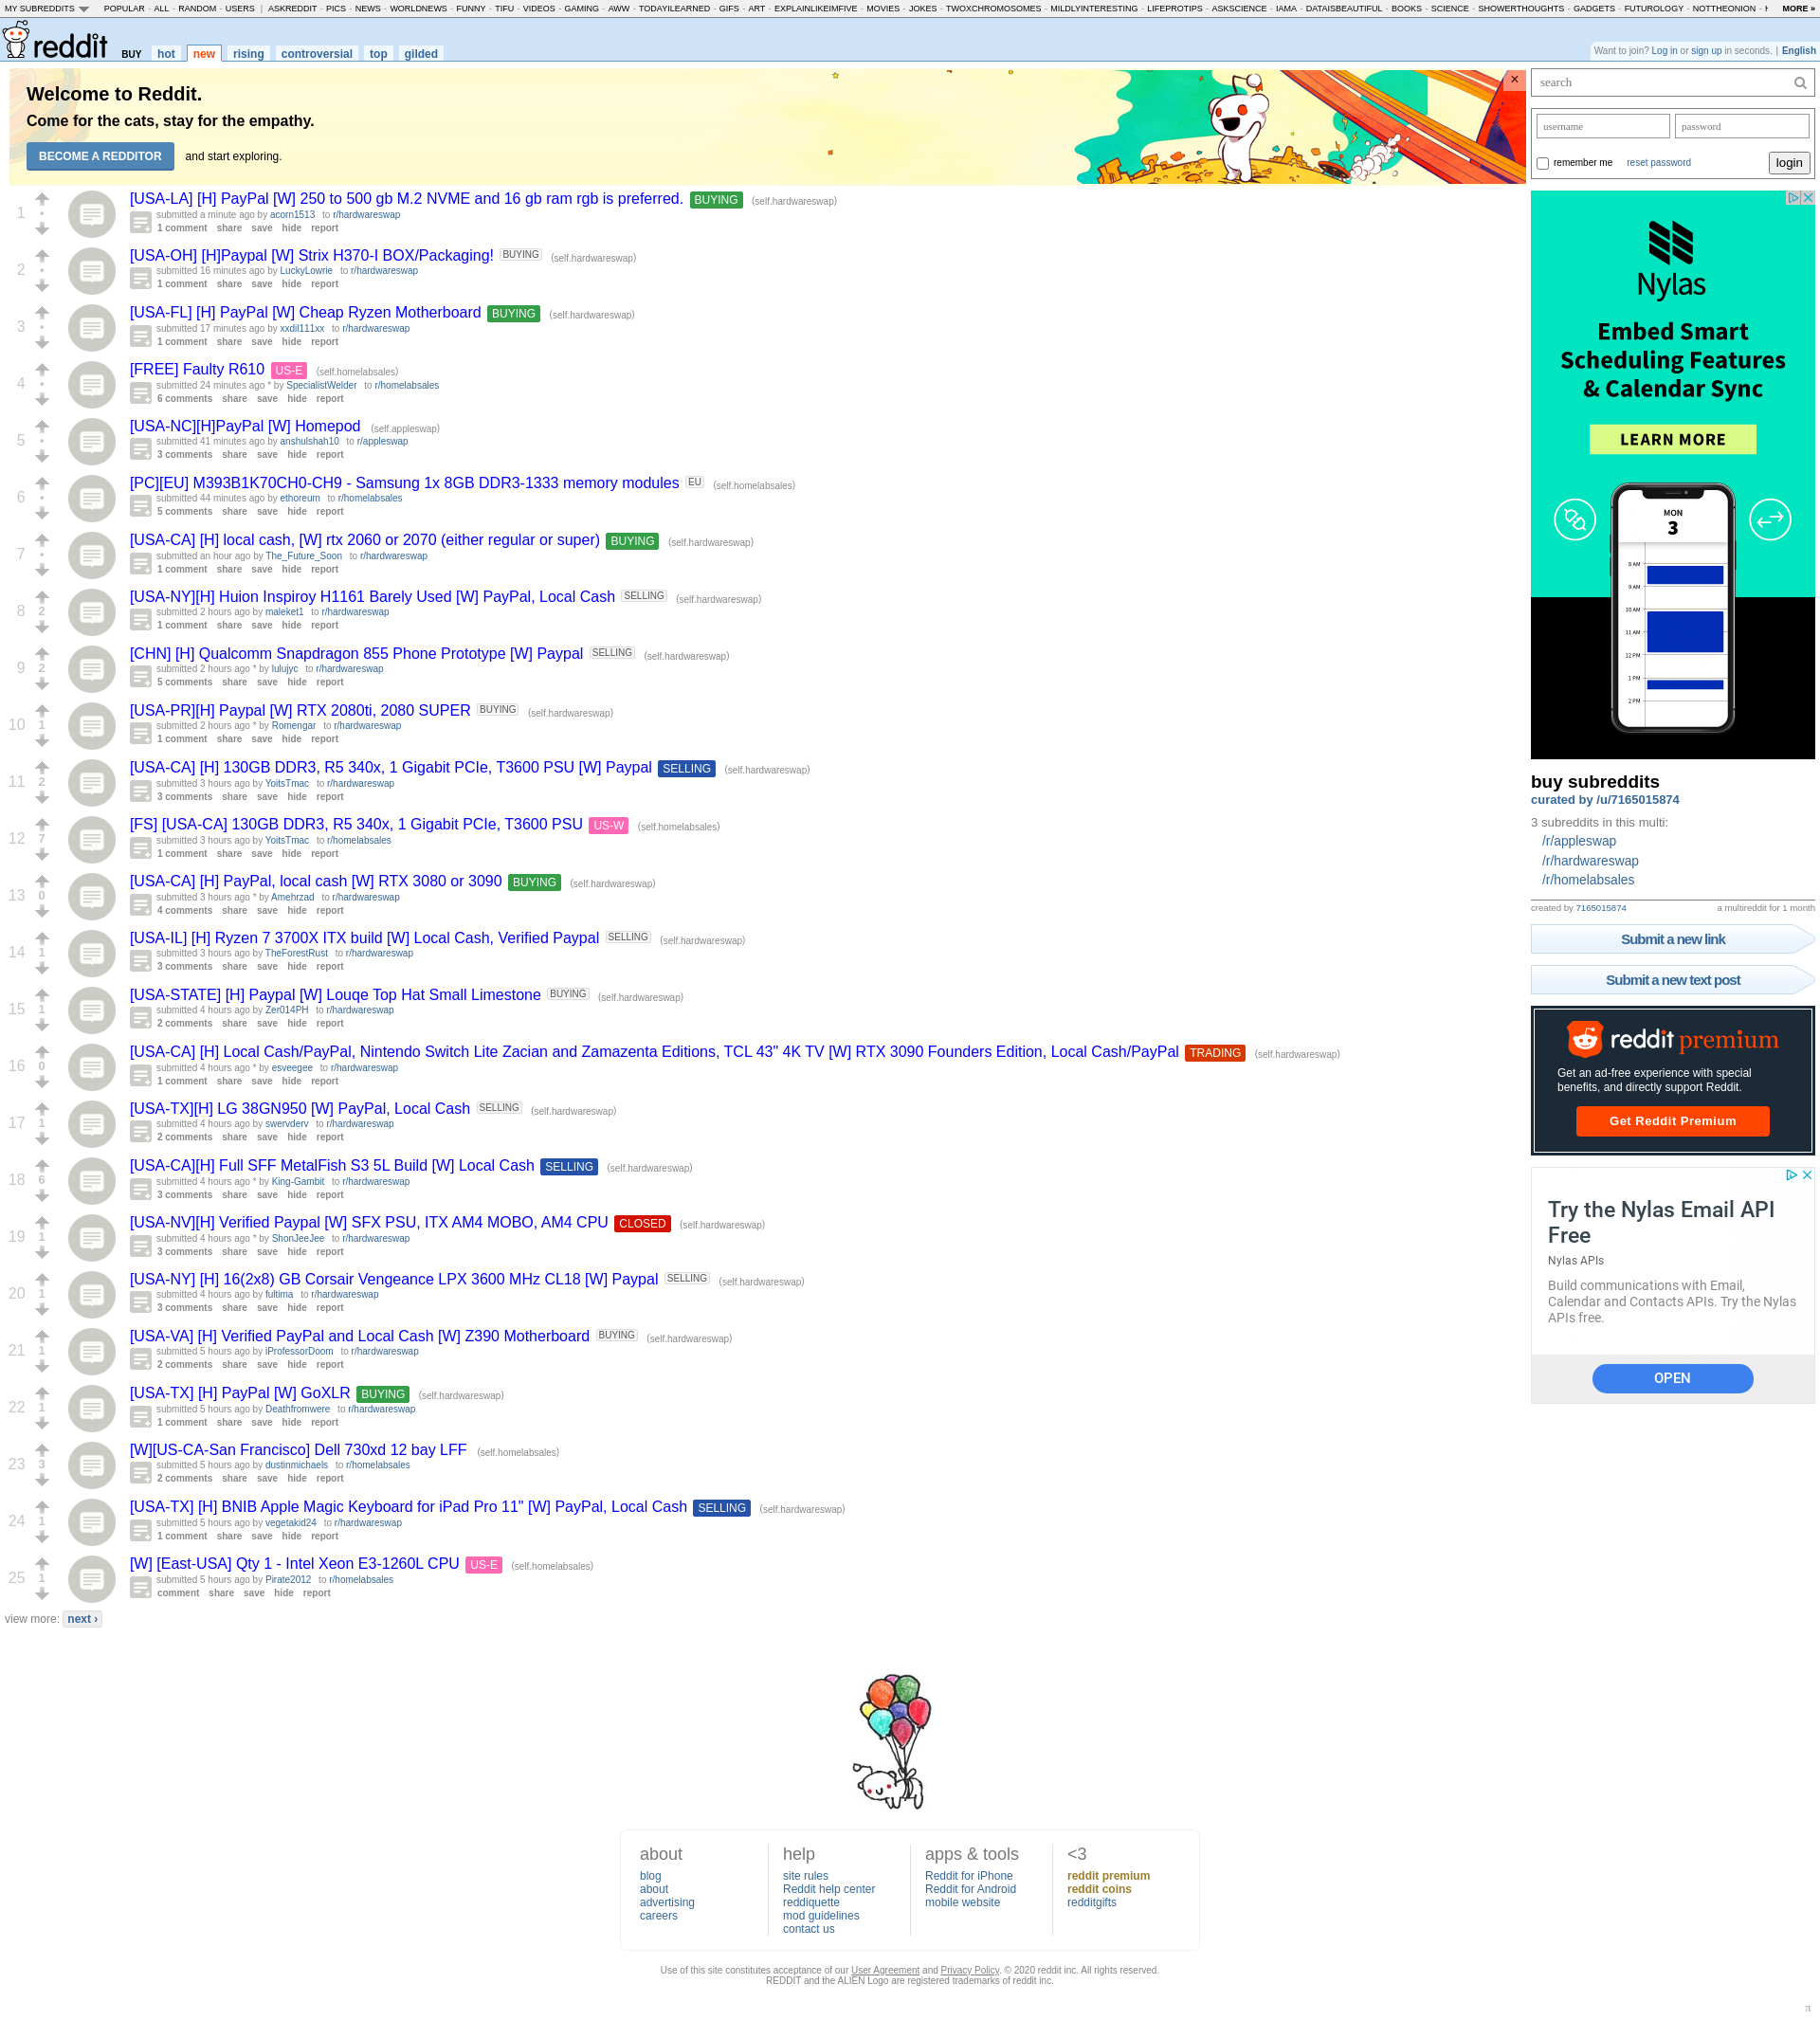 MY SUBREDDITS POPULAR - ALL - RANDOM - USERS | ASKREDDIT - PICS - NEWS - WORLDNEWS - FUNNY - TIFU - VIDEOS - GAMING - AWW - TODAYILEARNED - GIFS - ART - EXPLAINLIKEIMFIVE - MOVIES - JOKES - TWOXCHROMOSOMES - MILDLYINTERESTING - LIFEPROTIPS - ASKSCIENCE - IAMA - DATAISBEAUTIFUL - BOOKS - SCIENCE - SHOWERTHOUGHTS - GADGETS - FUTUROLOGY - NOTTHEONION - MORE »
reddit BUY hot new rising controversial top gilded
Want to join? Log in or sign up in seconds. | English
Welcome to Reddit.
Come for the cats, stay for the empathy.
BECOME A REDDITOR and start exploring.
×
1
[USA-LA] [H] PayPal [W] 250 to 500 gb M.2 NVME and 16 gb ram rgb is preferred. BUYING (self.hardwareswap)
submitted a minute ago by acorn1513 to r/hardwareswap
1 comment share save hide report
2
[USA-OH] [H]Paypal [W] Strix H370-I BOX/Packaging! BUYING (self.hardwareswap)
submitted 16 minutes ago by LuckyLowrie to r/hardwareswap
1 comment share save hide report
3
[USA-FL] [H] PayPal [W] Cheap Ryzen Motherboard BUYING (self.hardwareswap)
submitted 17 minutes ago by xxdil111xx to r/hardwareswap
1 comment share save hide report
4
[FREE] Faulty R610 US-E (self.homelabsales)
submitted 24 minutes ago * by SpecialistWelder to r/homelabsales
6 comments share save hide report
5
[USA-NC][H]PayPal [W] Homepod (self.appleswap)
submitted 41 minutes ago by anshulshah10 to r/appleswap
3 comments share save hide report
6
[PC][EU] M393B1K70CH0-CH9 - Samsung 1x 8GB DDR3-1333 memory modules EU (self.homelabsales)
submitted 44 minutes ago by ethoreum to r/homelabsales
5 comments share save hide report
7
[USA-CA] [H] local cash, [W] rtx 2060 or 2070 (either regular or super) BUYING (self.hardwareswap)
submitted an hour ago by The_Future_Soon to r/hardwareswap
1 comment share save hide report
8 2
[USA-NY][H] Huion Inspiroy H1161 Barely Used [W] PayPal, Local Cash SELLING (self.hardwareswap)
submitted 2 hours ago by maleket1 to r/hardwareswap
1 comment share save hide report
9 2
[CHN] [H] Qualcomm Snapdragon 855 Phone Prototype [W] Paypal SELLING (self.hardwareswap)
submitted 2 hours ago * by lulujyc to r/hardwareswap
5 comments share save hide report
10 1
[USA-PR][H] Paypal [W] RTX 2080ti, 2080 SUPER BUYING (self.hardwareswap)
submitted 2 hours ago * by Romengar to r/hardwareswap
1 comment share save hide report
11 2
[USA-CA] [H] 130GB DDR3, R5 340x, 1 Gigabit PCIe, T3600 PSU [W] Paypal SELLING (self.hardwareswap)
submitted 3 hours ago by YoitsTmac to r/hardwareswap
3 comments share save hide report
12 7
[FS] [USA-CA] 130GB DDR3, R5 340x, 1 Gigabit PCIe, T3600 PSU US-W (self.homelabsales)
submitted 3 hours ago by YoitsTmac to r/homelabsales
1 comment share save hide report
13 0
[USA-CA] [H] PayPal, local cash [W] RTX 3080 or 3090 BUYING (self.hardwareswap)
submitted 3 hours ago * by Amehrzad to r/hardwareswap
4 comments share save hide report
14 1
[USA-IL] [H] Ryzen 7 3700X ITX build [W] Local Cash, Verified Paypal SELLING (self.hardwareswap)
submitted 3 hours ago by TheForestRust to r/hardwareswap
3 comments share save hide report
15 1
[USA-STATE] [H] Paypal [W] Louqe Top Hat Small Limestone BUYING (self.hardwareswap)
submitted 4 hours ago by Zer014PH to r/hardwareswap
2 comments share save hide report
16 0
[USA-CA] [H] Local Cash/PayPal, Nintendo Switch Lite Zacian and Zamazenta Editions, TCL 43" 4K TV [W] RTX 3090 Founders Edition, Local Cash/PayPal TRADING (self.hardwareswap)
submitted 4 hours ago * by esveegee to r/hardwareswap
1 comment share save hide report
17 1
[USA-TX][H] LG 38GN950 [W] PayPal, Local Cash SELLING (self.hardwareswap)
submitted 4 hours ago by swervderv to r/hardwareswap
2 comments share save hide report
18 6
[USA-CA][H] Full SFF MetalFish S3 5L Build [W] Local Cash SELLING (self.hardwareswap)
submitted 4 hours ago * by King-Gambit to r/hardwareswap
3 comments share save hide report
19 1
[USA-NV][H] Verified Paypal [W] SFX PSU, ITX AM4 MOBO, AM4 CPU CLOSED (self.hardwareswap)
submitted 4 hours ago * by ShonJeeJee to r/hardwareswap
3 comments share save hide report
20 1
[USA-NY] [H] 16(2x8) GB Corsair Vengeance LPX 3600 MHz CL18 [W] Paypal SELLING (self.hardwareswap)
submitted 4 hours ago by fultima to r/hardwareswap
3 comments share save hide report
21 1
[USA-VA] [H] Verified PayPal and Local Cash [W] Z390 Motherboard BUYING (self.hardwareswap)
submitted 5 hours ago by iProfessorDoom to r/hardwareswap
2 comments share save hide report
22 1
[USA-TX] [H] PayPal [W] GoXLR BUYING (self.hardwareswap)
submitted 5 hours ago by Deathfromwere to r/hardwareswap
1 comment share save hide report
23 3
[W][US-CA-San Francisco] Dell 730xd 12 bay LFF (self.homelabsales)
submitted 5 hours ago by dustinmichaels to r/homelabsales
2 comments share save hide report
24 1
[USA-TX] [H] BNIB Apple Magic Keyboard for iPad Pro 11" [W] PayPal, Local Cash SELLING (self.hardwareswap)
submitted 5 hours ago by vegetakid24 to r/hardwareswap
1 comment share save hide report
25 1
[W] [East-USA] Qty 1 - Intel Xeon E3-1260L CPU US-E (self.homelabsales)
submitted 5 hours ago by Pirate2012 to r/homelabsales
comment share save hide report
view more: next ›
search
username password
remember me reset password login
Nylas
Embed Smart
Scheduling Features
& Calendar Sync
LEARN MORE
MON
3
8 AM
9 AM
10 AM
11 AM
12 PM
1 PM
2 PM
buy subreddits
curated by /u/7165015874
3 subreddits in this multi:
/r/appleswap
/r/hardwareswap
/r/homelabsales
created by 7165015874 a multireddit for 1 month
Submit a new link
Submit a new text post
reddit premium
Get an ad-free experience with special
benefits, and directly support Reddit.
Get Reddit Premium
Try the Nylas Email API
Free
Nylas APIs
Build communications with Email,
Calendar and Contacts APIs. Try the Nylas
APIs free.
OPEN
about
blog
about
advertising
careers
help
site rules
Reddit help center
reddiquette
mod guidelines
contact us
apps & tools
Reddit for iPhone
Reddit for Android
mobile website
<3
reddit premium
reddit coins
redditgifts
Use of this site constitutes acceptance of our User Agreement and Privacy Policy. © 2020 reddit inc. All rights reserved.
REDDIT and the ALIEN Logo are registered trademarks of reddit inc.
π